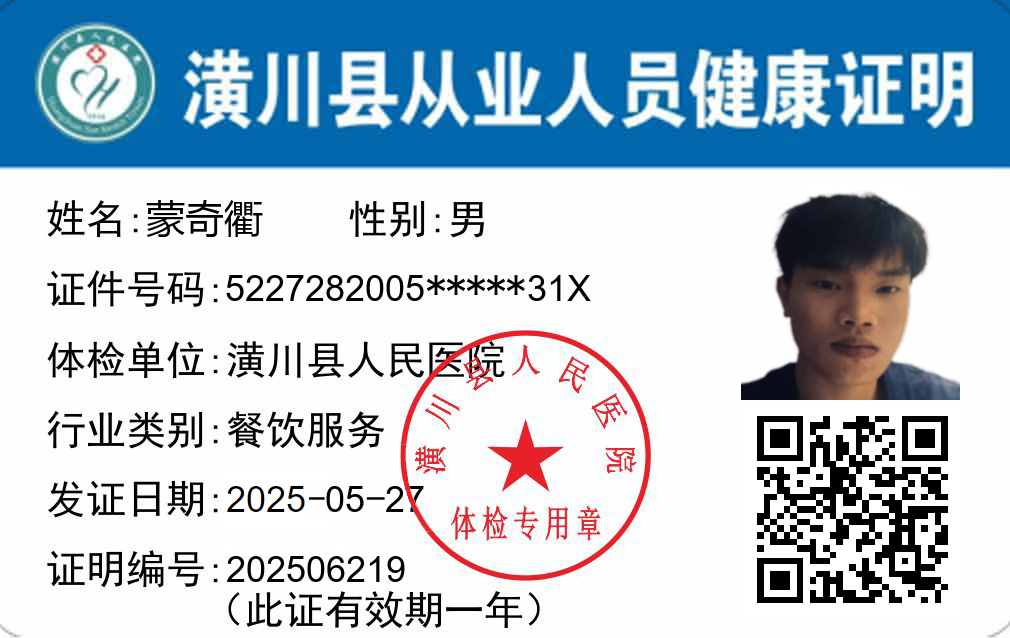 潢川县从业人员健康证明
姓名:蒙奇衢 性别:男
证件号码:5227282005*****31X
体检单位:潢川县人民医院
行业类别:餐饮服务
发证日期:2025-05-27
证明编号:202506219
（此证有效期一年）
潢川县人民医院
体检专用章